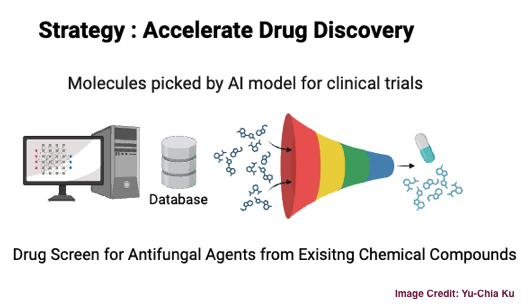 Strategy : Accelerate Drug Discovery
Molecules picked by AI model for clinical trials
Database
Drug Screen for Antifungal Agents from Exisitng Chemical Compounds
Image Credit: Yu-Chia Ku